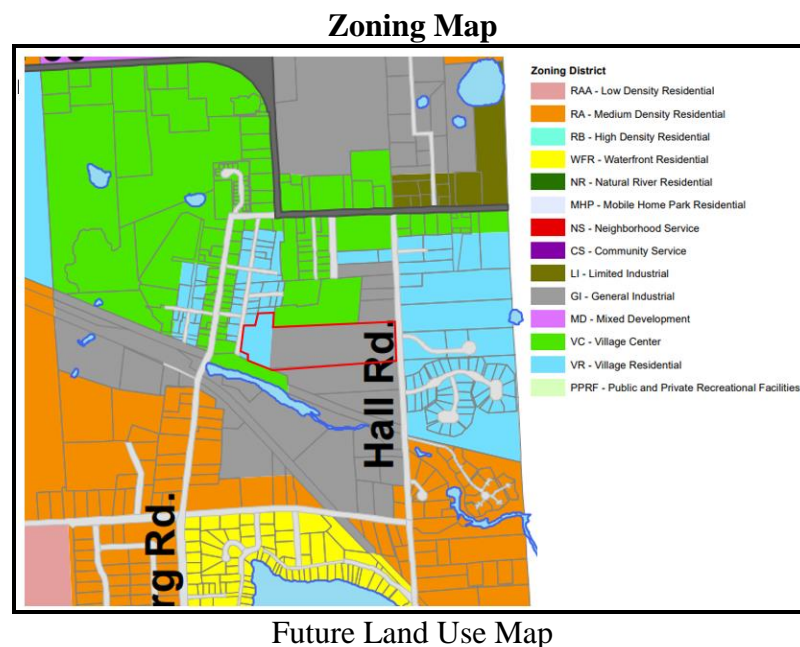 Zoning Map
Zoning District
RAA - Low Density Residential
RA - Medium Density Residential
RB - High Density Residential
WFR - Waterfront Residential
NR - Natural River Residential
MHP - Mobile Home Park Residential
NS - Neighborhood Service
CS - Community Service
LI - Limited Industrial
GI - General Industrial
MD - Mixed Development
VC - Village Center
VR - Village Residential
PPRF - Public and Private Recreational Facilities
Hall Rd.
rg Rd.
Future Land Use Map